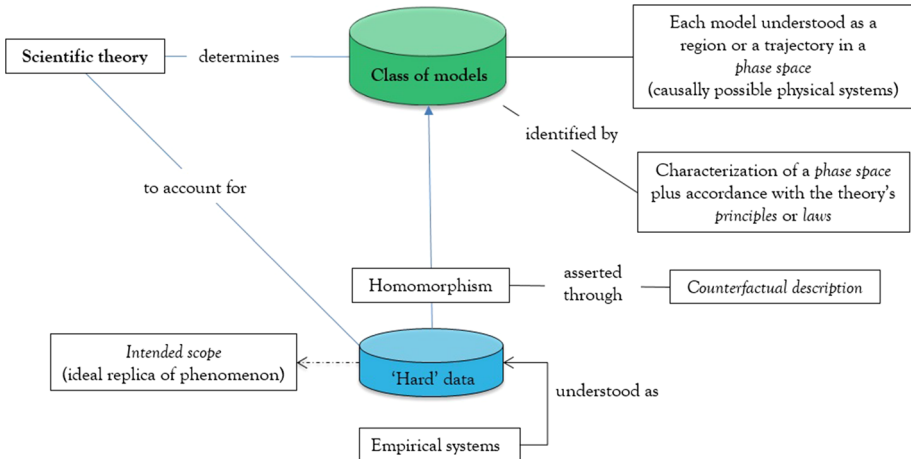 Scientific theory
determines
Class of models
Each model understood as a
region or a trajectory in a
phase space
(causally possible physical systems)
identified by
Characterization of a phase space
plus accordance with the theory's
principles or laws
to account for
Homomorphism
asserted
through
Counterfactual description
Intended scope
(ideal replica of phenomenon)
‘Hard’ data
understood as
Empirical systems